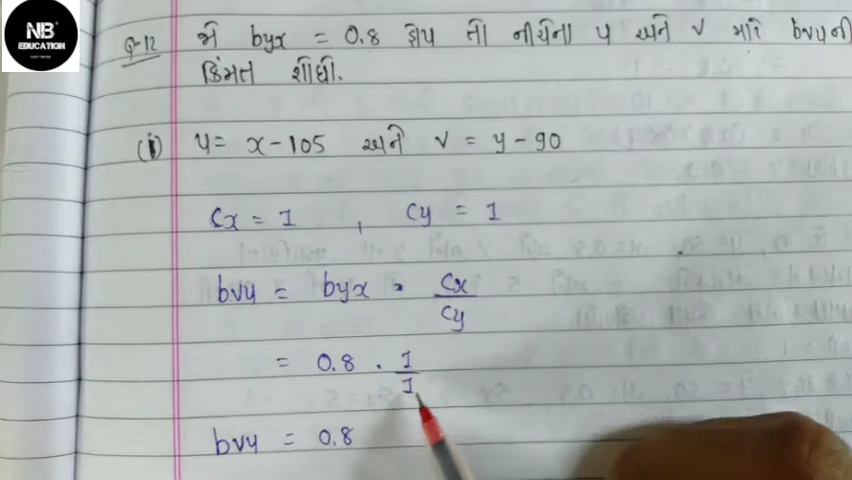 NB
EDUCATION
Q-12 જો byx = 0.8 હોય તો નીચેના u અને v માટે bvuની
કિંમત શોધો.
(i) u = x - 105 અને v = y - 90
Cx = 1 , Cy = 1
bvu = byx · Cx/Cy
= 0.8 · 1/1
bvu = 0.8